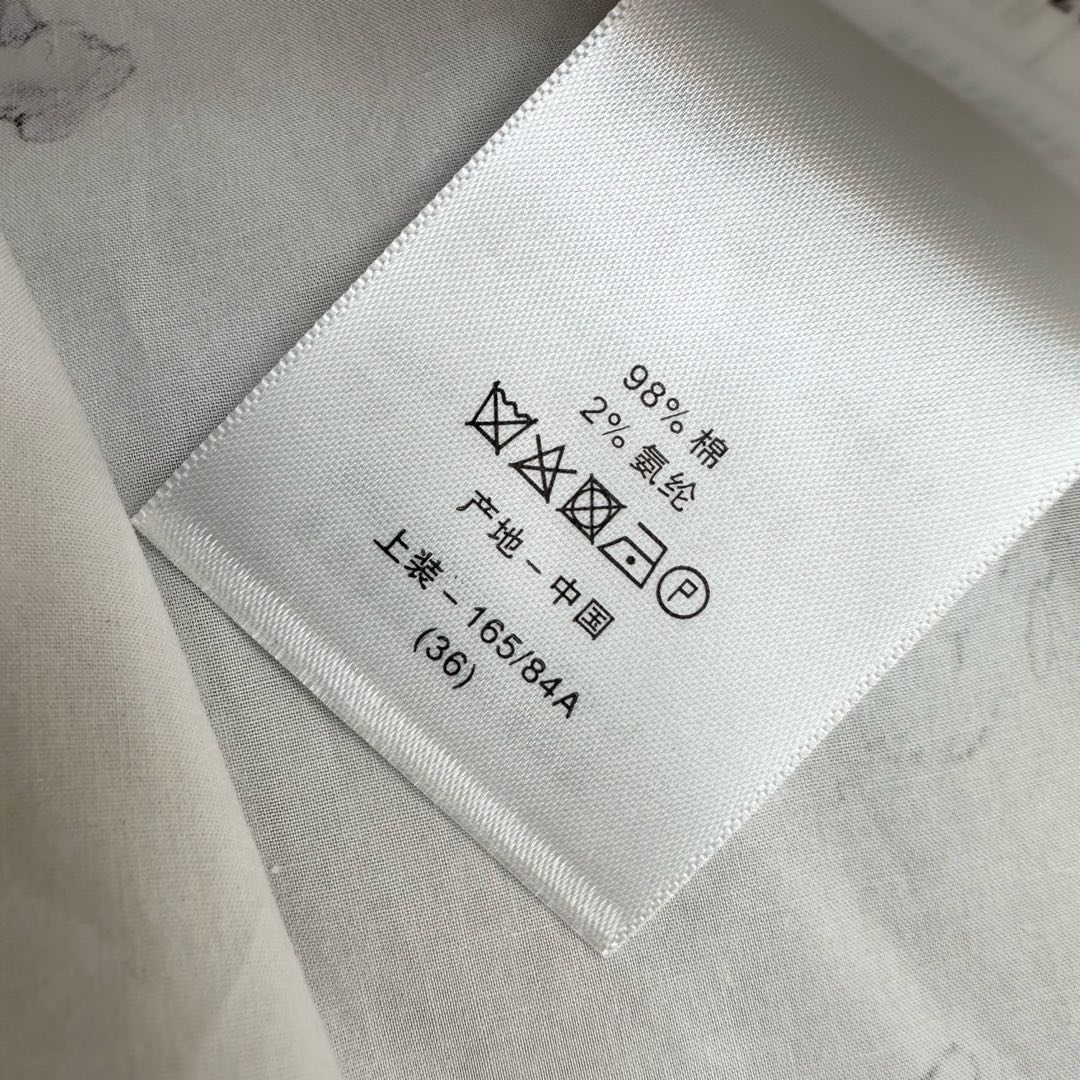 98% 棉
2% 氨纶
P
产地 – 中国
上装 – 165/84A
(36)